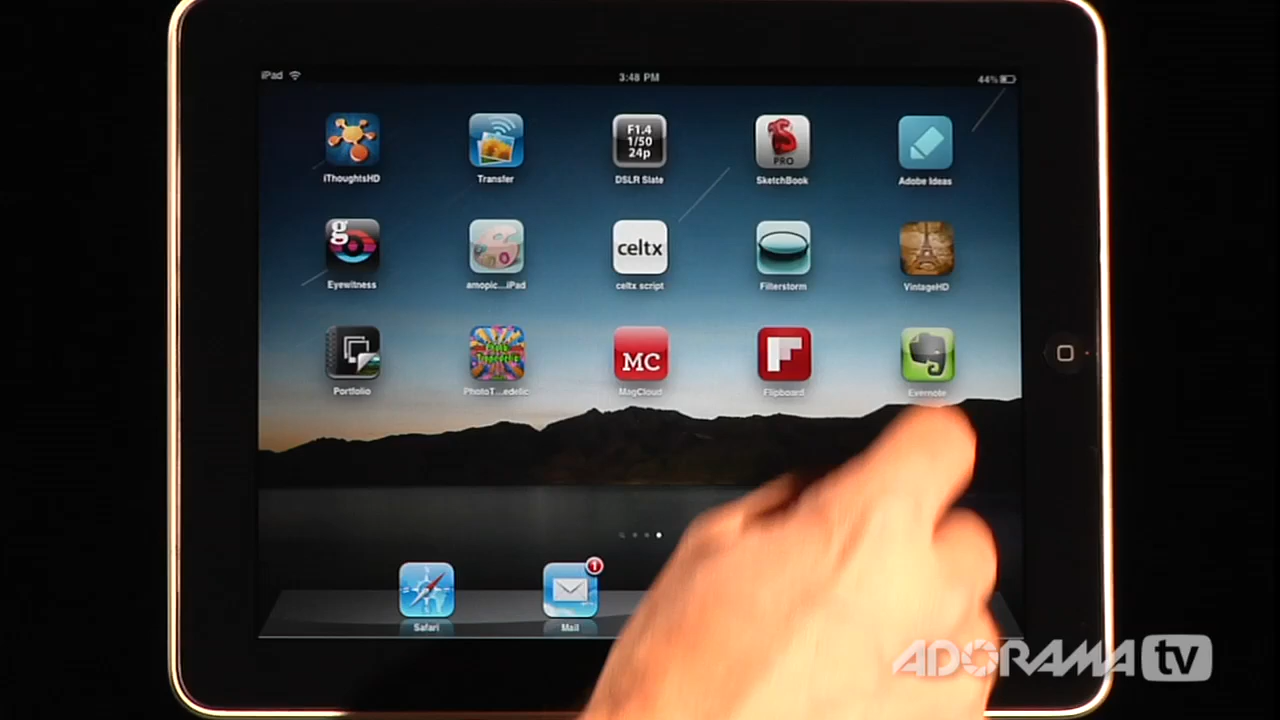 iPad 3:48 PM 44%
F1.4
1/50
24p
PRO
iThoughtsHD Transfer DSLR Slate SketchBook Adobe Ideas
g
celtx
Eyewitness amopic...iPad celtx script Filterstorm VintageHD
MC
Portfolio PhotoT...edelic MagCloud Flipboard Evernote
1
Safari Mail
ADORAMA tv